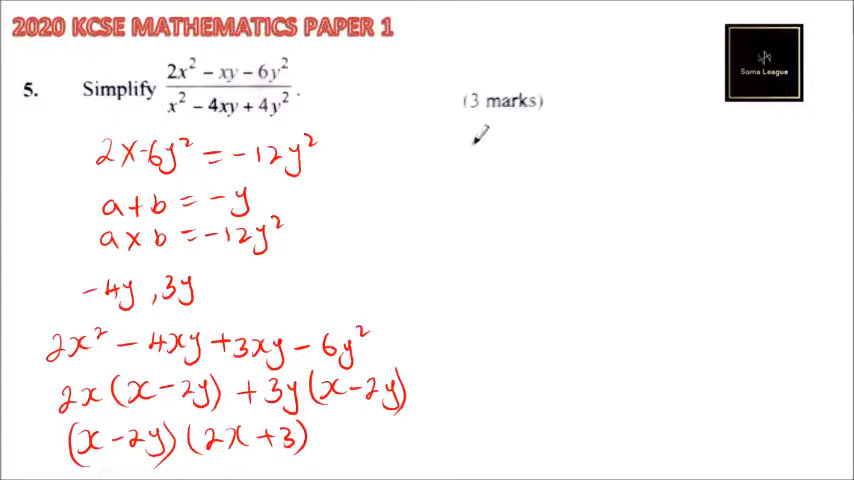 2020 KCSE MATHEMATICS PAPER 1
5. Simplify (2x² − xy − 6y²)/(x² − 4xy + 4y²). (3 marks)
Soma League
2 x -6y² = -12y²
a + b = -y
a x b = -12y²
-4y , 3y
2x² - 4xy + 3xy - 6y²
2x (x - 2y) + 3y (x - 2y)
(x - 2y) (2x + 3)